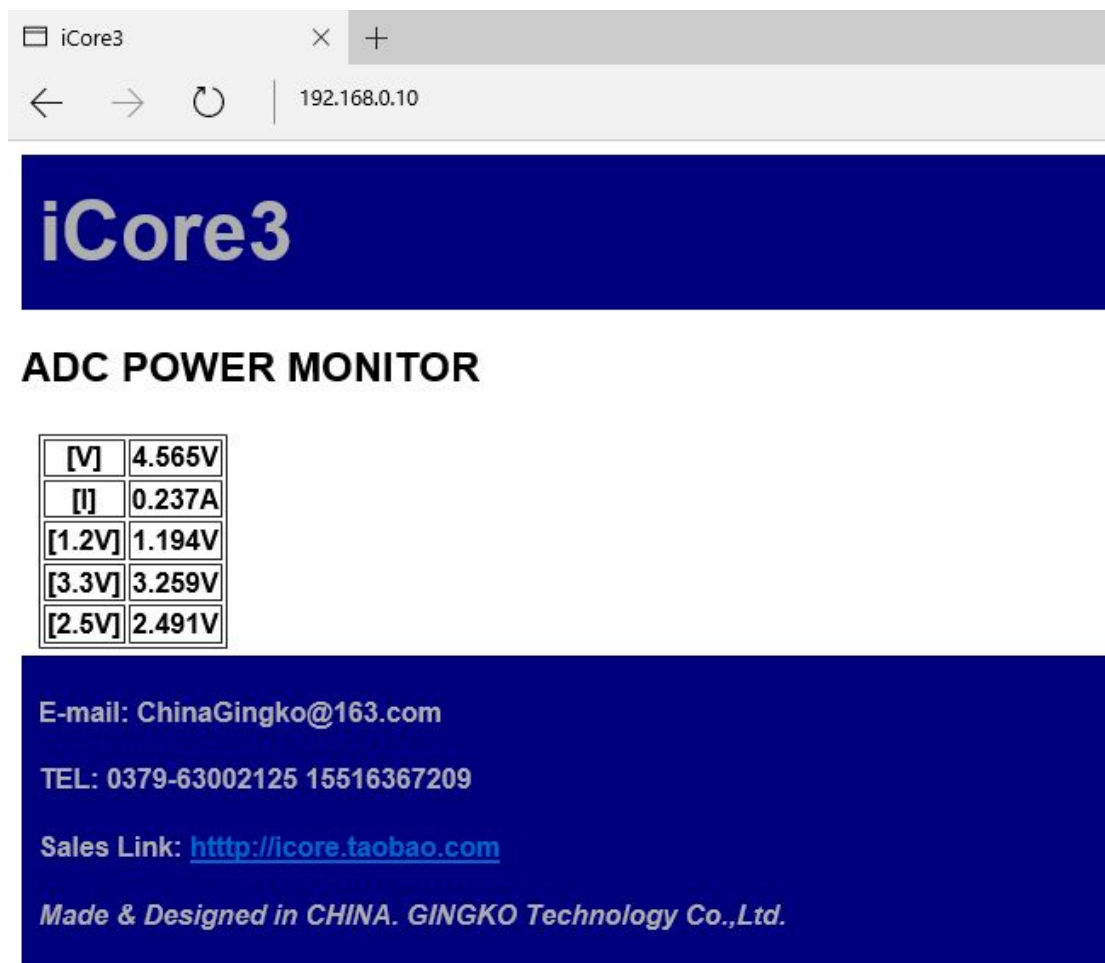 iCore3
192.168.0.10
iCore3
ADC POWER MONITOR
[V] 4.565V
[I] 0.237A
[1.2V] 1.194V
[3.3V] 3.259V
[2.5V] 2.491V
E-mail: ChinaGingko@163.com
TEL: 0379-63002125 15516367209
Sales Link: htttp://icore.taobao.com
Made & Designed in CHINA. GINGKO Technology Co.,Ltd.